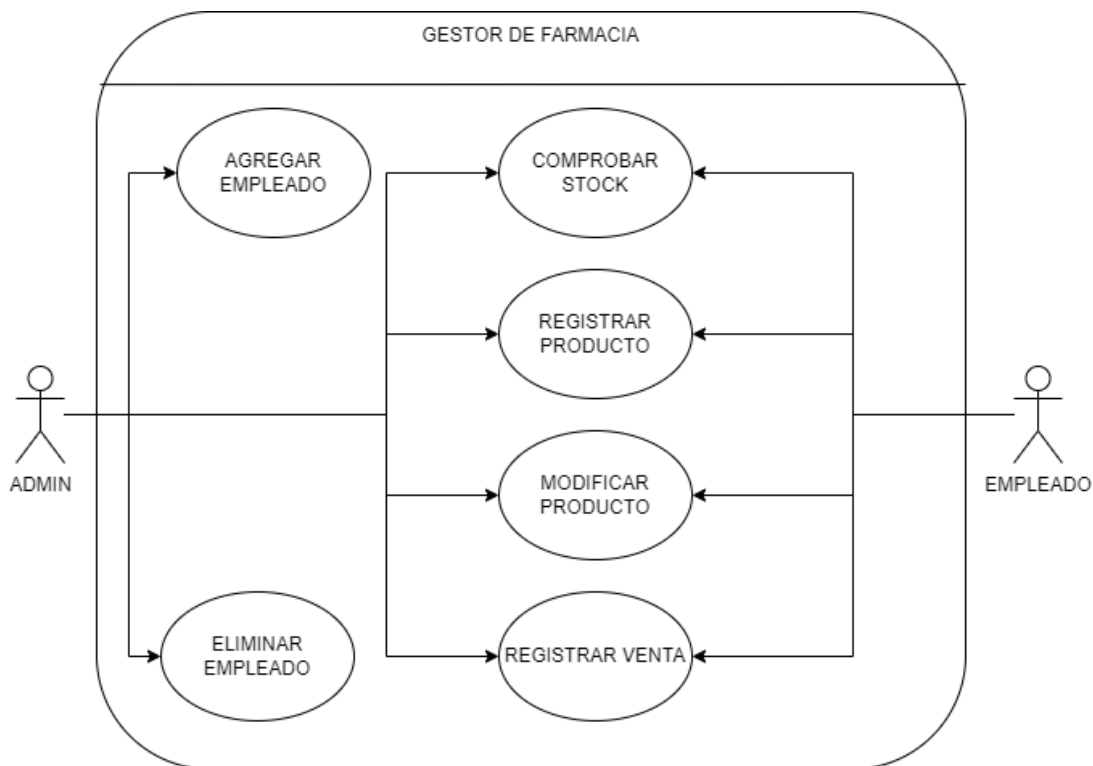 GESTOR DE FARMACIA
AGREGAR
EMPLEADO
COMPROBAR
STOCK
REGISTRAR
PRODUCTO
ADMIN
EMPLEADO
MODIFICAR
PRODUCTO
ELIMINAR
EMPLEADO
REGISTRAR VENTA